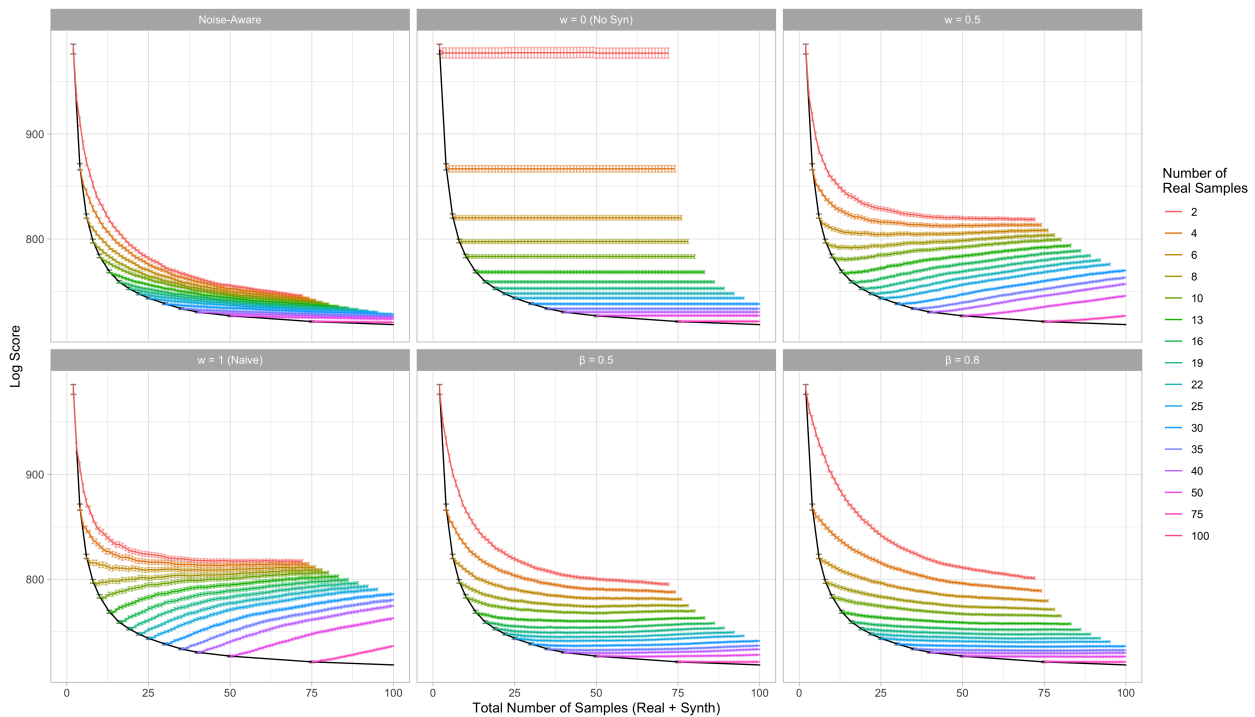 Noise-Aware
w = 0 (No Syn)
w = 0.5
900
800
w = 1 (Naive)
β = 0.5
β = 0.8
900
800
0 25 50 75 100
0 25 50 75 100
0 25 50 75 100
Log Score
Total Number of Samples (Real + Synth)
Number of
Real Samples
2
4
6
8
10
13
16
19
22
25
30
35
40
50
75
100